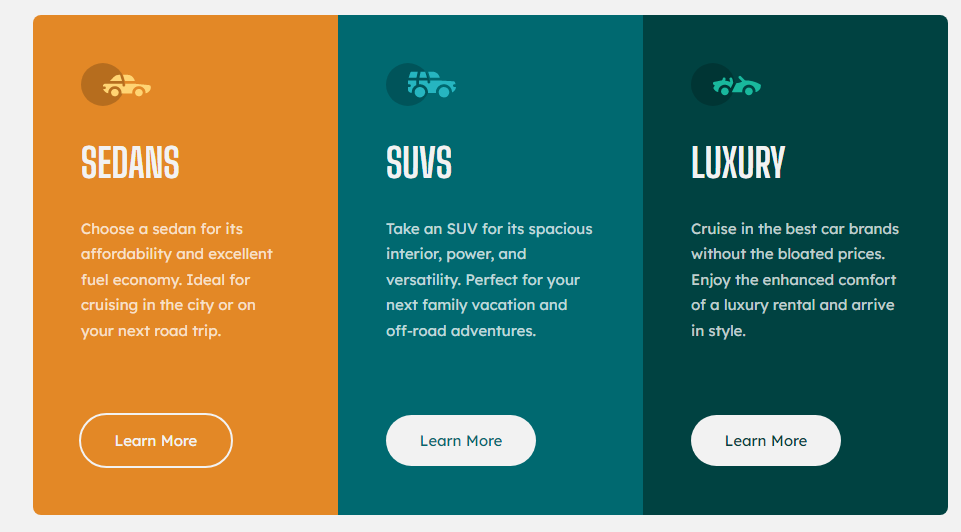 SEDANS
Choose a sedan for its
affordability and excellent
fuel economy. Ideal for
cruising in the city or on
your next road trip.
Learn More
SUVS
Take an SUV for its spacious
interior, power, and
versatility. Perfect for your
next family vacation and
off-road adventures.
Learn More
LUXURY
Cruise in the best car brands
without the bloated prices.
Enjoy the enhanced comfort
of a luxury rental and arrive
in style.
Learn More